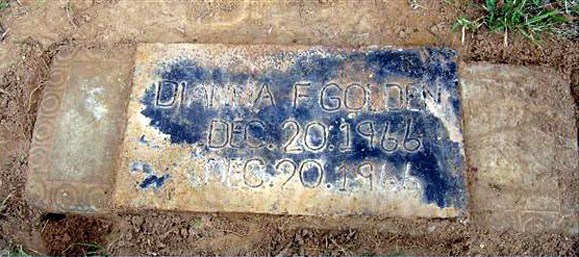 DIANNA F GOLDEN
DEC. 20. 1966
DEC. 20. 1966